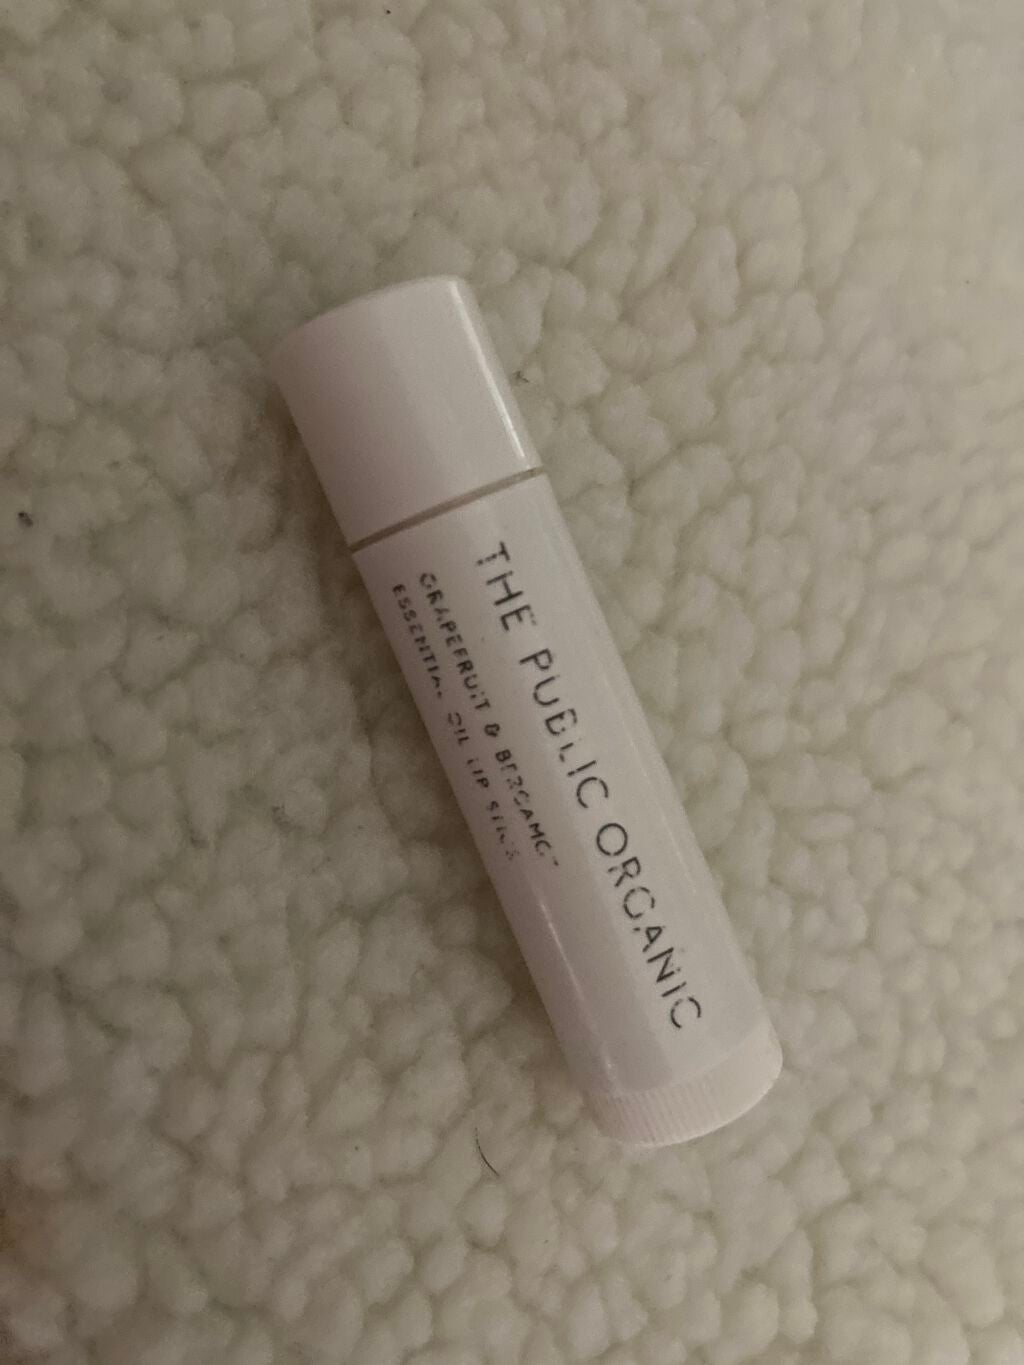 THE PUBLIC ORGANIC
GRAPEFRUIT & BERGAMOT
ESSENTIAL OIL LIP STICK